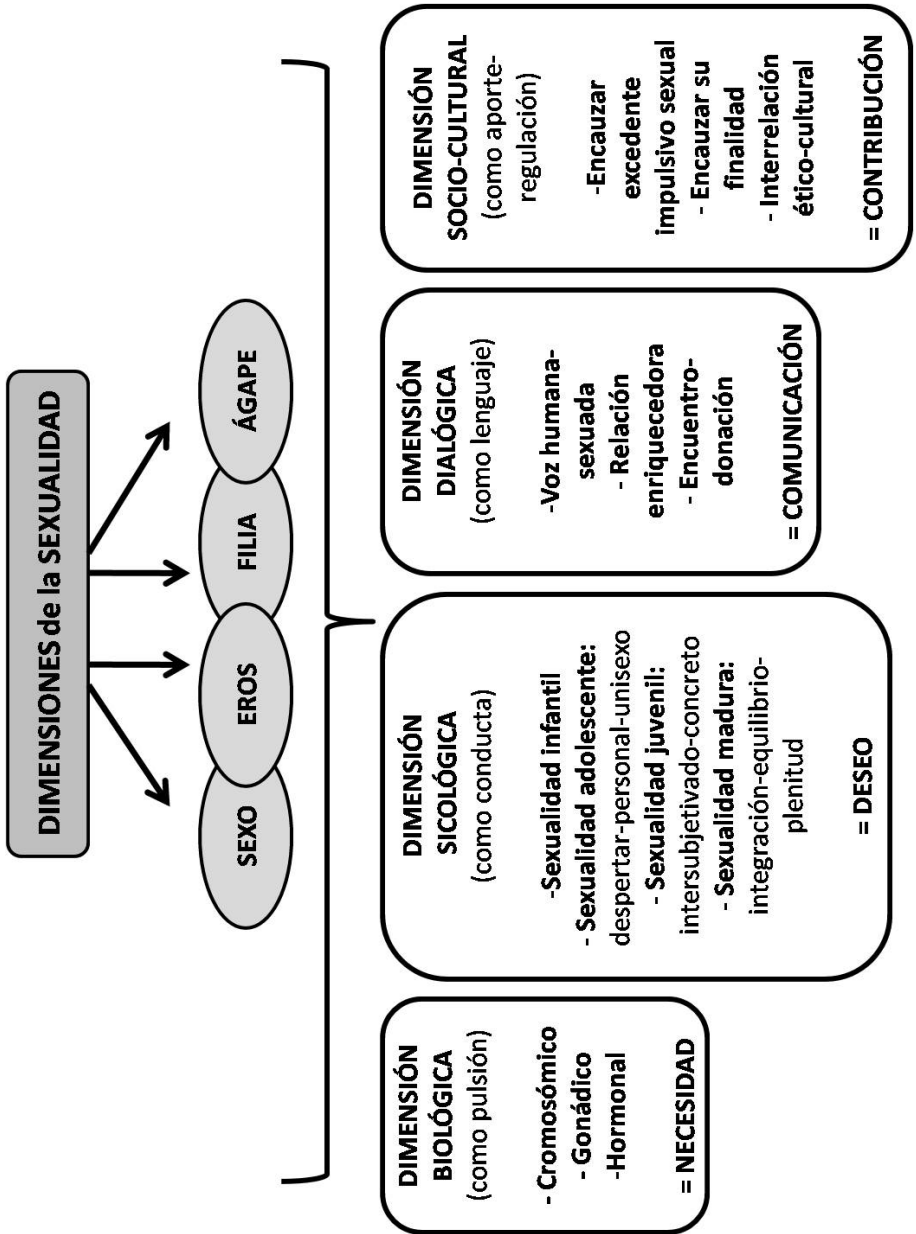 DIMENSIONES de la SEXUALIDAD
SEXO
EROS
FILIA
ÁGAPE
DIMENSIÓN
BIOLÓGICA
(como pulsión)
- Cromosómico
- Gonádico
-Hormonal
= NECESIDAD
DIMENSIÓN
SICOLÓGICA
(como conducta)
-Sexualidad infantil
- Sexualidad adolescente:
despertar-personal-unisexo
- Sexualidad juvenil:
intersubjetivado-concreto
- Sexualidad madura:
integración-equilibrio-
plenitud
= DESEO
DIMENSIÓN
DIALÓGICA
(como lenguaje)
-Voz humana-
sexuada
- Relación
enriquecedora
- Encuentro-
donación
= COMUNICACIÓN
DIMENSIÓN
SOCIO-CULTURAL
(como aporte-
regulación)
-Encauzar
excedente
impulsivo sexual
- Encauzar su
finalidad
- Interrelación
ético-cultural
= CONTRIBUCIÓN